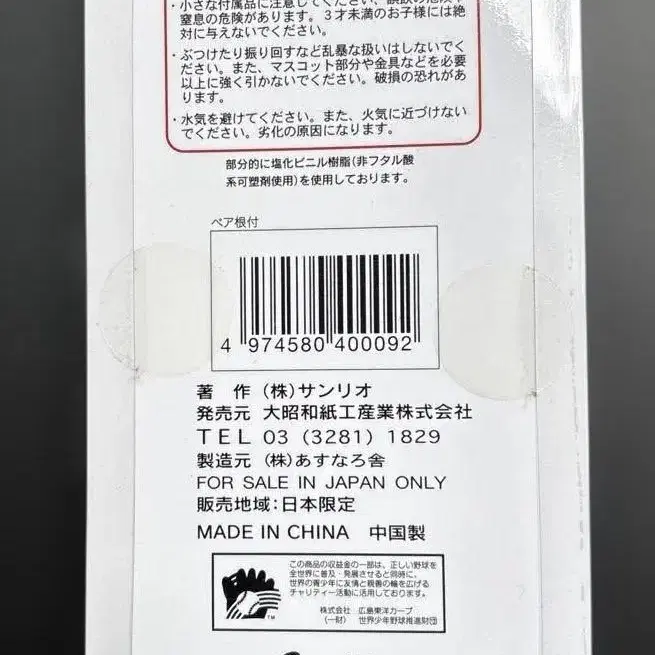 ・小さな付属品に注意してください。誤飲の危険や
窒息の危険があります。３才未満のお子様には絶
対に与えないでください。
・ぶつけたり振り回すなど乱暴な扱いはしないでく
ださい。また、マスコット部分や金具などを必要
以上に強く引かないでください。破損の恐れがあ
ります。
・水気を避けてください。また、火気に近づけない
でください。劣化の原因になります。
部分的に塩化ビニル樹脂(非フタル酸
系可塑剤使用)を使用しております。
ペア根付
4 974580 400092
著　作 (株)サンリオ
発売元 大昭和紙工産業株式会社
TEL 03 (3281) 1829
製造元 (株)あすなろ舎
FOR SALE IN JAPAN ONLY
販売地域:日本限定
MADE IN CHINA 中国製
この商品の収益金の一部は、正しい野球を
全世界に普及・発展させると同時に、
世界の青少年に友情と親善の輪を広げる
チャリティー活動に活用しております。
TM
株式会社 広島東洋カープ
(一財) 世界少年野球推進財団